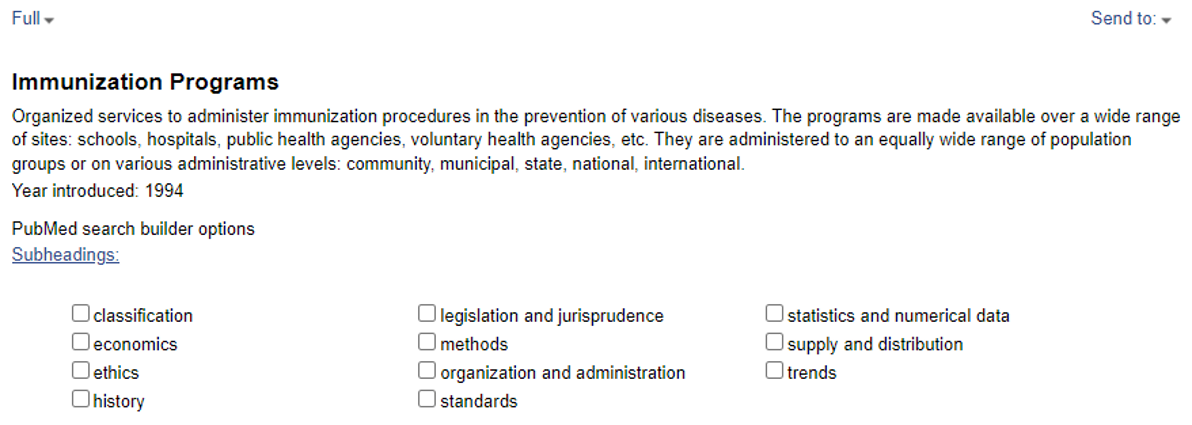 Full
Send to:
Immunization Programs
Organized services to administer immunization procedures in the prevention of various diseases. The programs are made available over a wide range
of sites: schools, hospitals, public health agencies, voluntary health agencies, etc. They are administered to an equally wide range of population
groups or on various administrative levels: community, municipal, state, national, international.
Year introduced: 1994
PubMed search builder options
Subheadings:
classification
economics
ethics
history
legislation and jurisprudence
methods
organization and administration
standards
statistics and numerical data
supply and distribution
trends